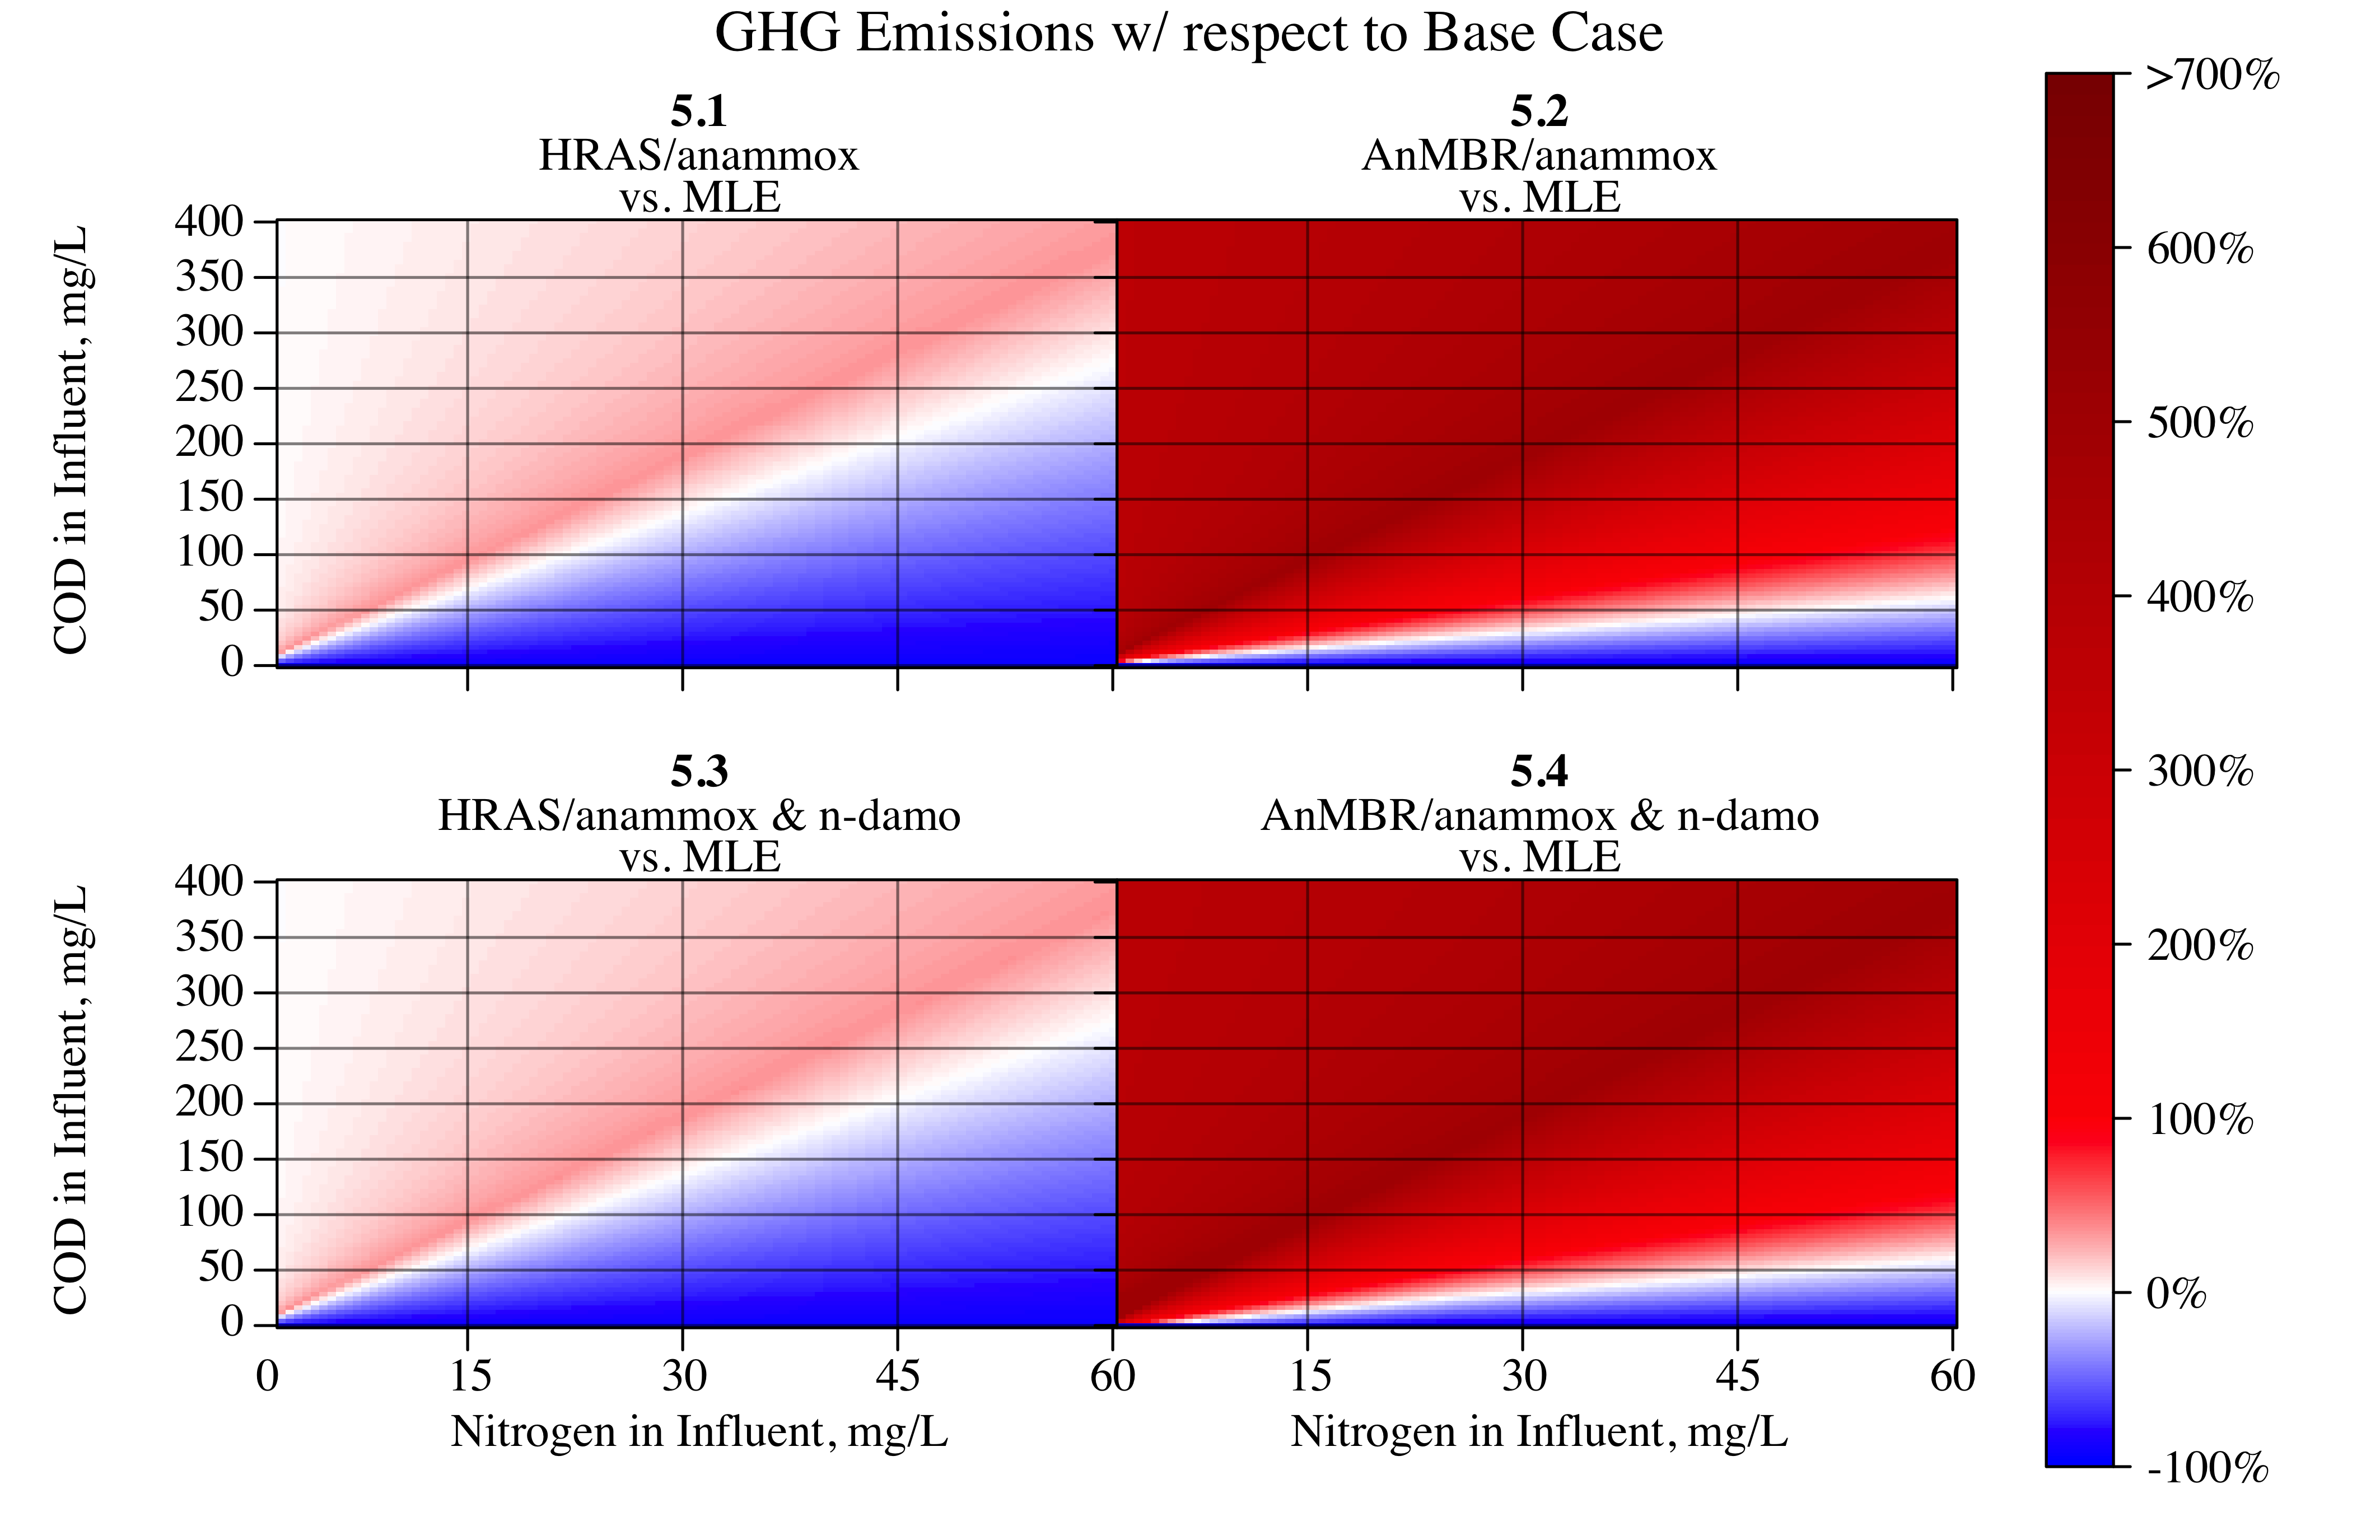 GHG Emissions w/ respect to Base Case
5.1
HRAS/anammox
vs. MLE
5.2
AnMBR/anammox
vs. MLE
COD in Influent, mg/L
400
350
300
250
200
150
100
50
0
5.3
HRAS/anammox & n-damo
vs. MLE
5.4
AnMBR/anammox & n-damo
vs. MLE
COD in Influent, mg/L
400
350
300
250
200
150
100
50
0
0 15 30 45 60 15 30 45 60
Nitrogen in Influent, mg/L
Nitrogen in Influent, mg/L
>700%
600%
500%
400%
300%
200%
100%
0%
-100%